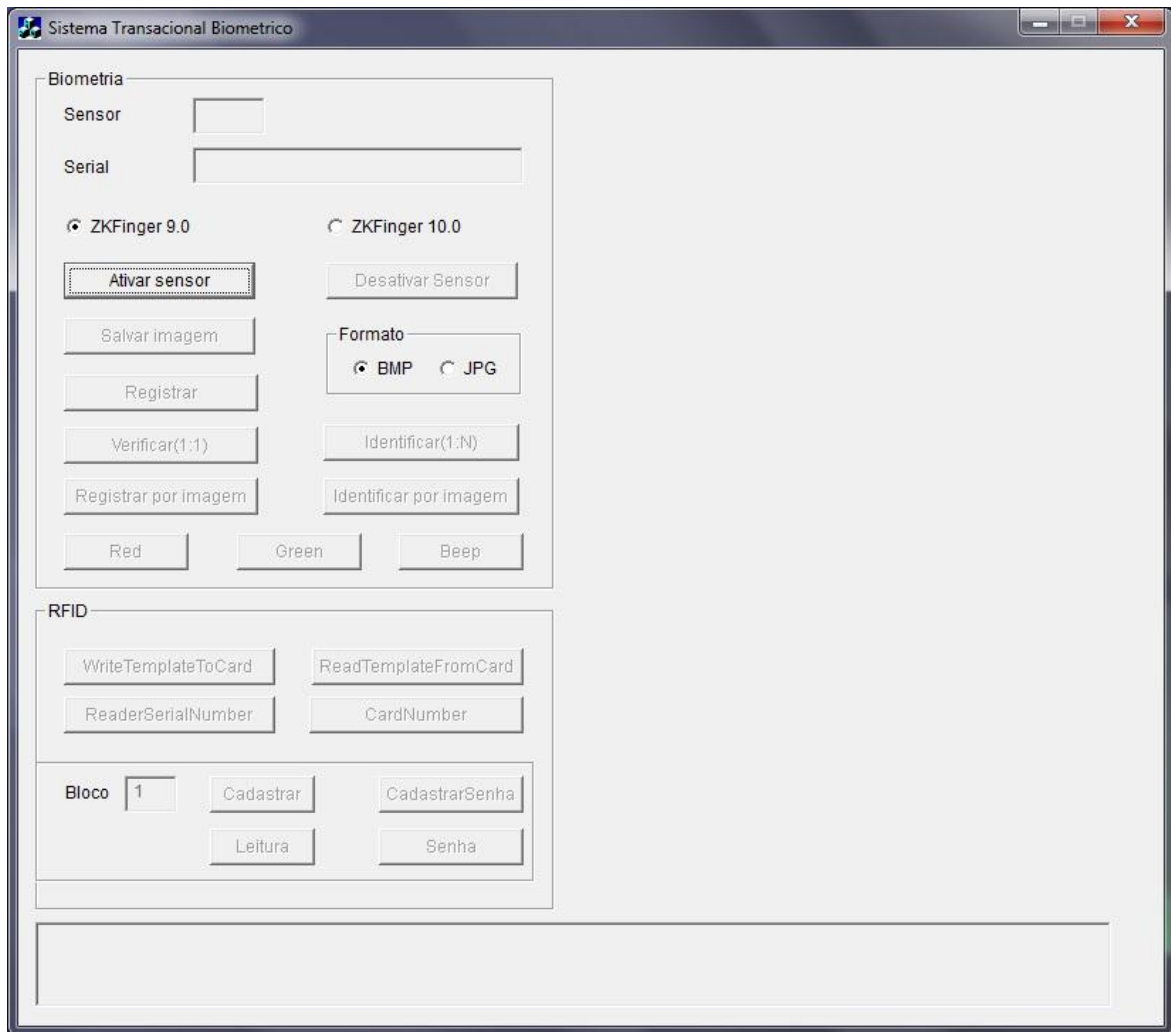 Sistema Transacional Biometrico
Biometria
Sensor
Serial
ZKFinger 9.0 ZKFinger 10.0
Ativar sensor Desativar Sensor
Salvar imagem Formato
BMP JPG
Registrar
Verificar(1:1) Identificar(1:N)
Registrar por imagem Identificar por imagem
Red Green Beep
RFID
WriteTemplateToCard ReadTemplateFromCard
ReaderSerialNumber CardNumber
Bloco 1 Cadastrar CadastrarSenha
Leitura Senha